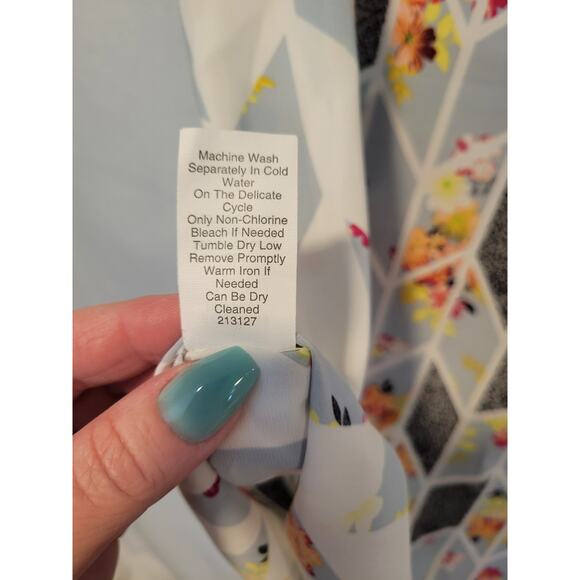 Machine Wash
Separately In Cold
Water
On The Delicate
Cycle
Only Non-Chlorine
Bleach If Needed
Tumble Dry Low
Remove Promptly
Warm Iron If
Needed
Can Be Dry
Cleaned
213127